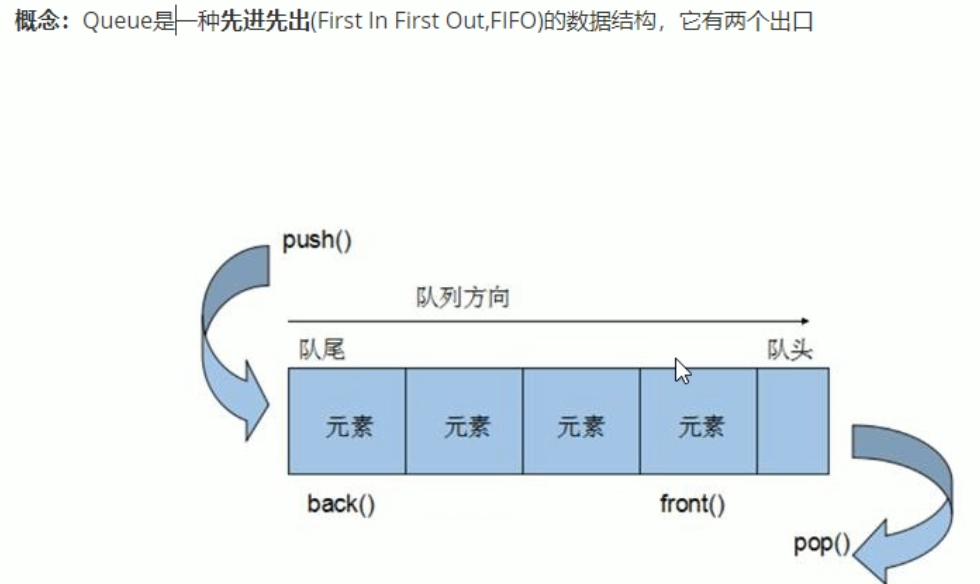 概念：Queue是一种先进先出(First In First Out,FIFO)的数据结构，它有两个出口
push()
队列方向
队尾 队头
元素 元素 元素 元素
back() front()
pop()